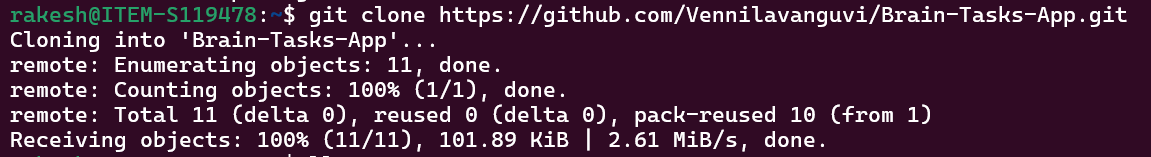 rakesh@ITEM-S119478:~$ git clone https://github.com/Vennilavanguvi/Brain-Tasks-App.git
Cloning into 'Brain-Tasks-App'...
remote: Enumerating objects: 11, done.
remote: Counting objects: 100% (1/1), done.
remote: Total 11 (delta 0), reused 0 (delta 0), pack-reused 10 (from 1)
Receiving objects: 100% (11/11), 101.89 KiB | 2.61 MiB/s, done.